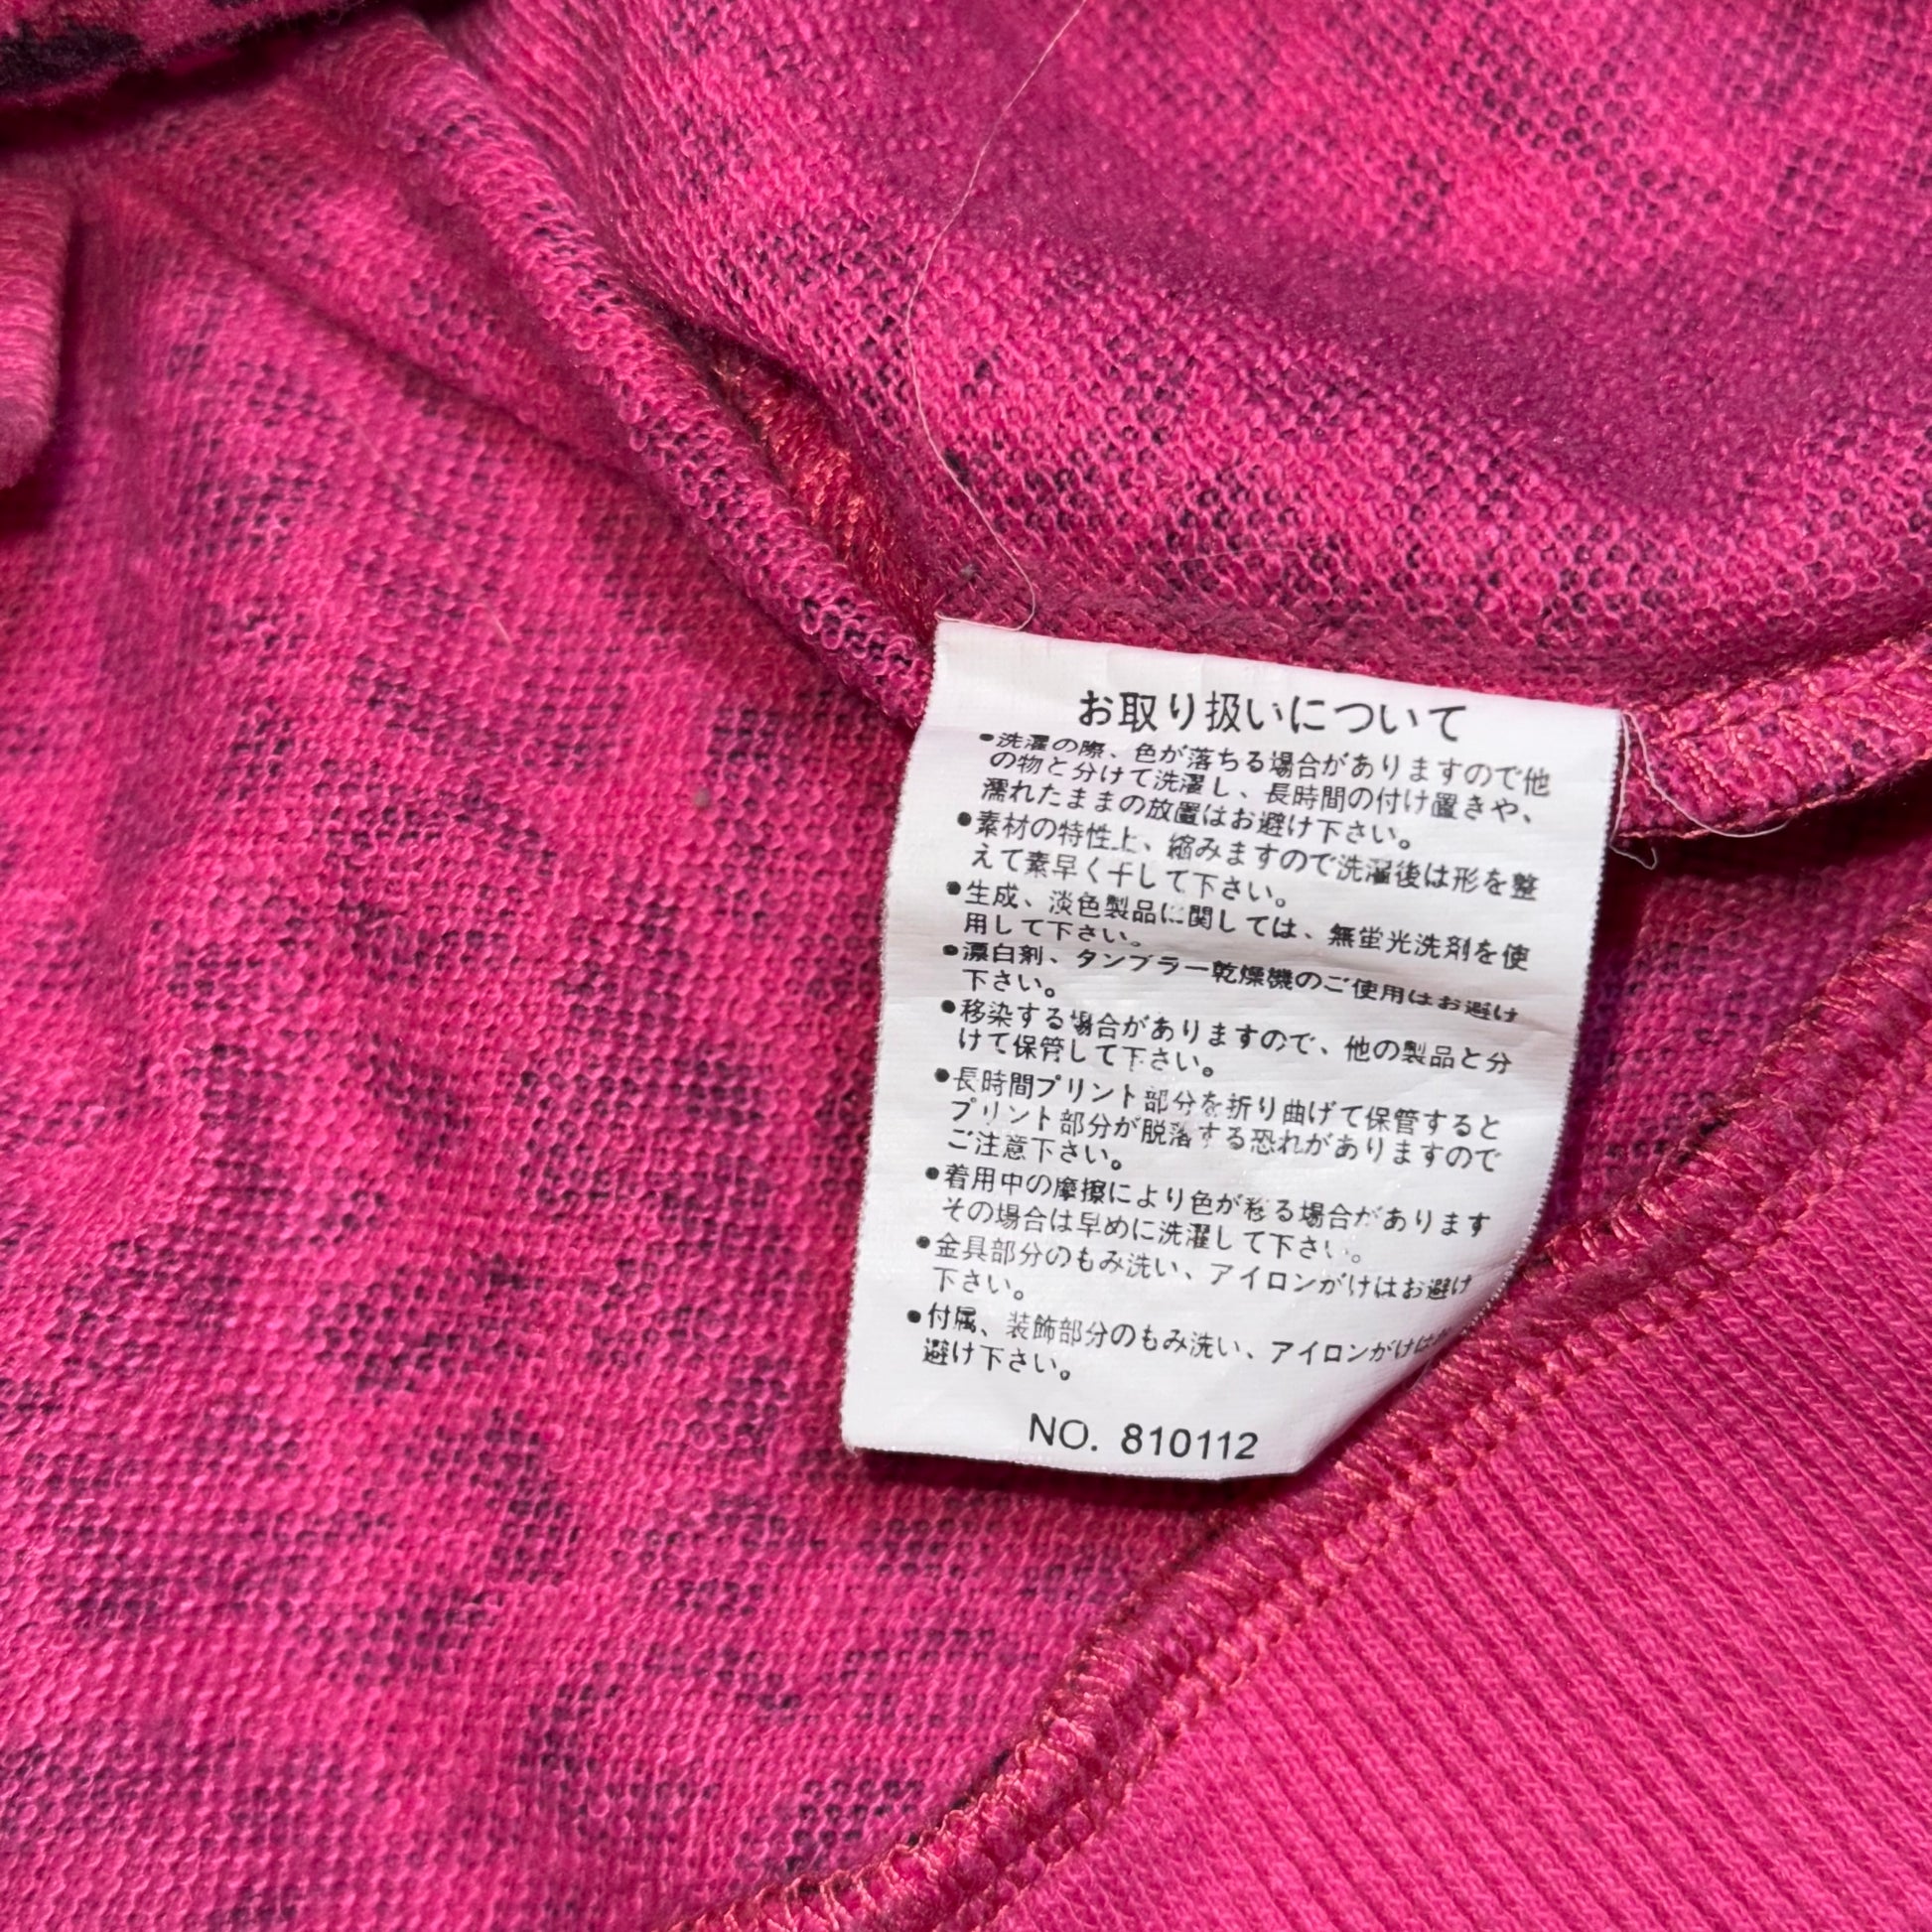 お取り扱いについて
•洗濯の際、色が落ちる場合がありますので他
の物と分けて洗濯し、長時間の付け置きや、
濡れたままの放置はお避け下さい。
•素材の特性上、縮みますので洗濯後は形を整
えて素早く干して下さい。
•生成、淡色製品に関しては、無蛍光洗剤を使
用して下さい。
•漂白剤、タンブラー乾燥機のご使用はお避け
下さい。
•移染する場合がありますので、他の製品と分
けて保管して下さい。
•長時間プリント部分を折り曲げて保管すると
プリント部分が脱落する恐れがありますので
ご注意下さい。
•着用中の摩擦により色が移る場合があります
その場合は早めに洗濯して下さい。
•金具部分のもみ洗い、アイロンがけはお避け
下さい。
•付属、装飾部分のもみ洗い、アイロンがけは
避け下さい。
NO. 810112